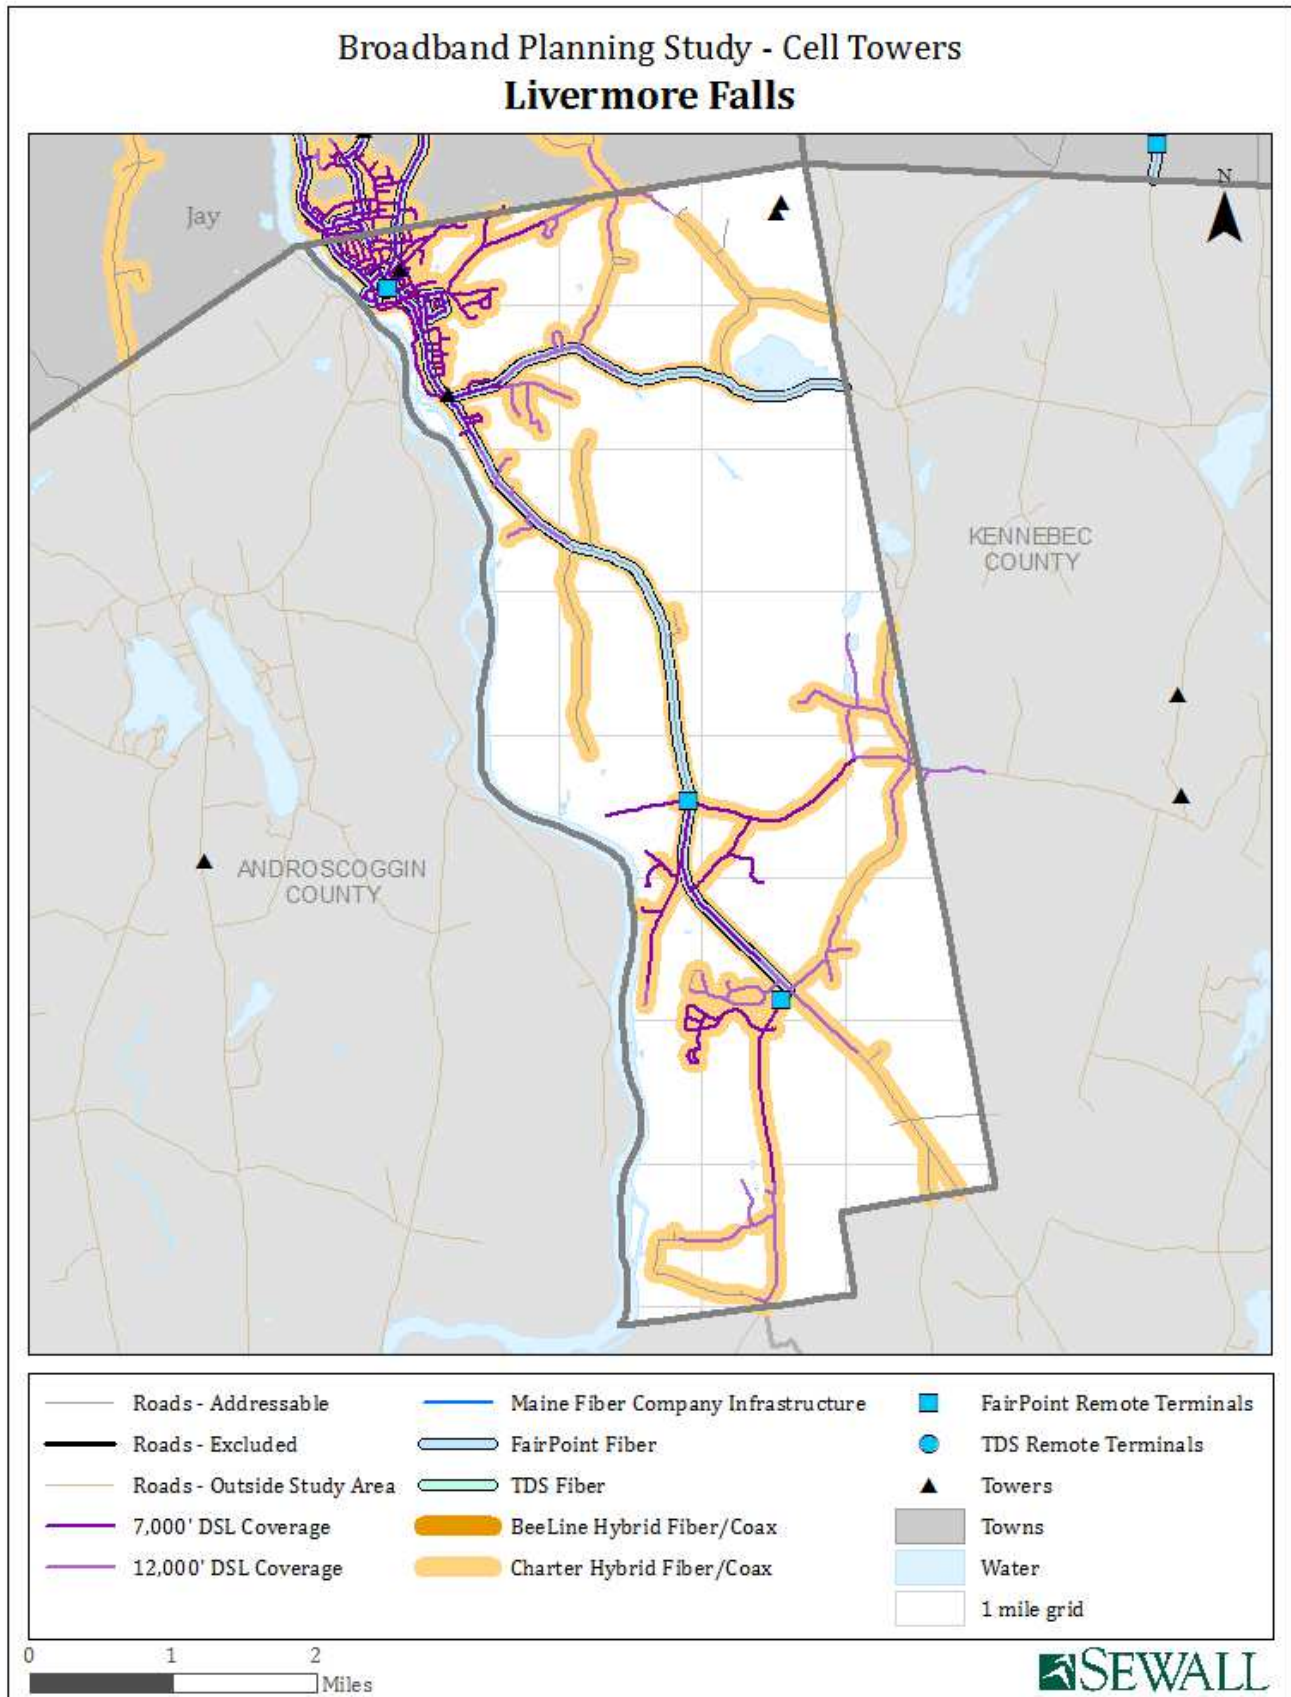 Broadband Planning Study - Cell Towers
Livermore Falls
Jay
N
KENNEBEC
COUNTY
ANDROSCOGGIN
COUNTY
Roads - Addressable
Roads - Excluded
Roads - Outside Study Area
7,000' DSL Coverage
12,000' DSL Coverage
Maine Fiber Company Infrastructure
FairPoint Fiber
TDS Fiber
BeeLine Hybrid Fiber/Coax
Charter Hybrid Fiber/Coax
FairPoint Remote Terminals
TDS Remote Terminals
Towers
Towns
Water
1 mile grid
0 1 2
Miles
SEWALL